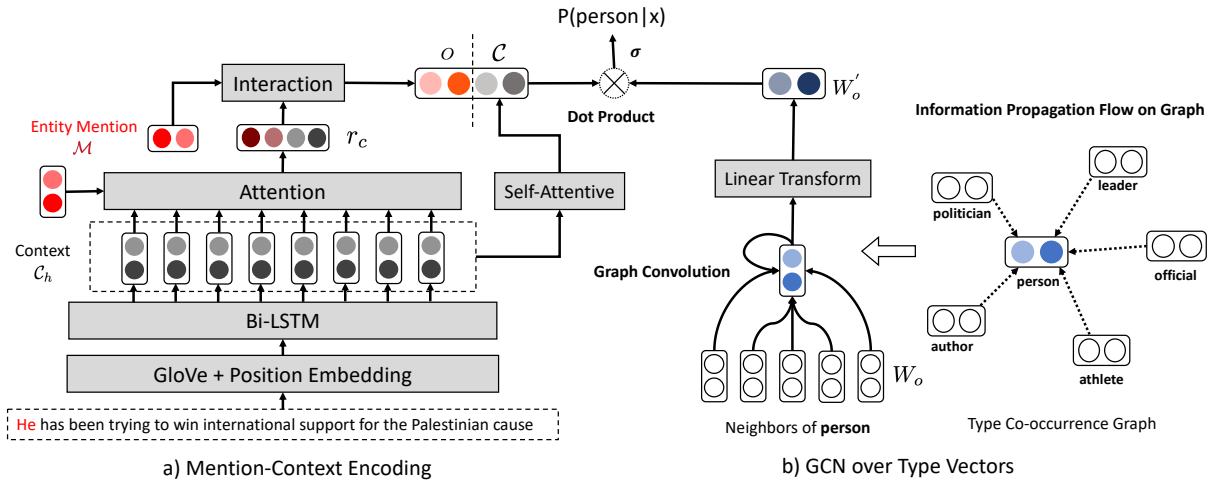 P(person|x)
σ
O
C
Interaction
W'o
Dot Product
Information Propagation Flow on Graph
Entity Mention
M
rc
leader
Attention
Self-Attentive
Linear Transform
politician
Context
Ch
Graph Convolution
person
official
Bi-LSTM
author
athlete
GloVe + Position Embedding
Wo
He has been trying to win international support for the Palestinian cause
Neighbors of person
Type Co-occurrence Graph
a) Mention-Context Encoding
b) GCN over Type Vectors